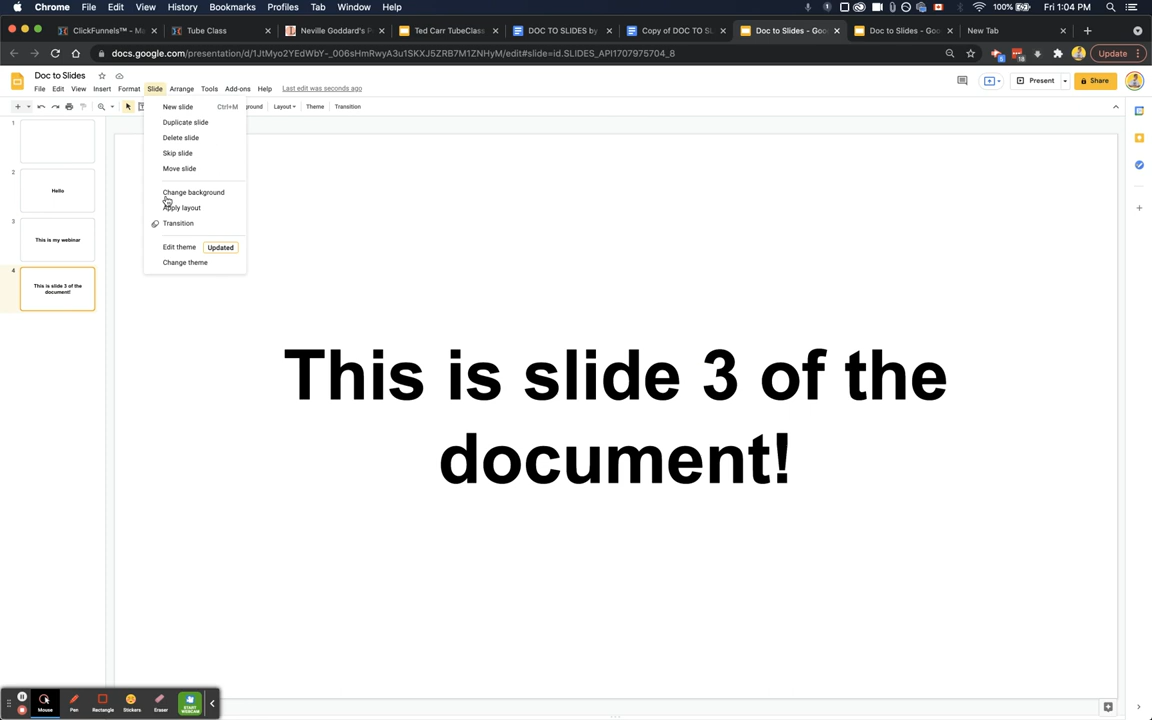 Chrome File Edit View History Bookmarks Profiles Tab Window Help 100% Fri 1:04 PM
ClickFunnels™ - Ma Tube Class Neville Goddard's P Ted Carr TubeClass DOC TO SLIDES by Copy of DOC TO SL Doc to Slides - Goo Doc to Slides - Goo New Tab
docs.google.com/presentation/d/1JtMyo2YEdWbY-_006sHmRwyA3u1SKXJ5ZRB7M1ZNHyM/edit#slide=id.SLIDES_API1707975704_8 Update
Doc to Slides
File Edit View Insert Format Slide Arrange Tools Add-ons Help Last edit was seconds ago Present Share
ound Layout Theme Transition
New slide Ctrl+M
Duplicate slide
Delete slide
Skip slide
Move slide
Change background
Apply layout
Transition
Edit theme Updated
Change theme
1
2
Hello
3
This is my webinar
4
This is slide 3 of the
document!
This is slide 3 of the
document!
Mouse Pen Rectangle Stickers Eraser START WEBCAM